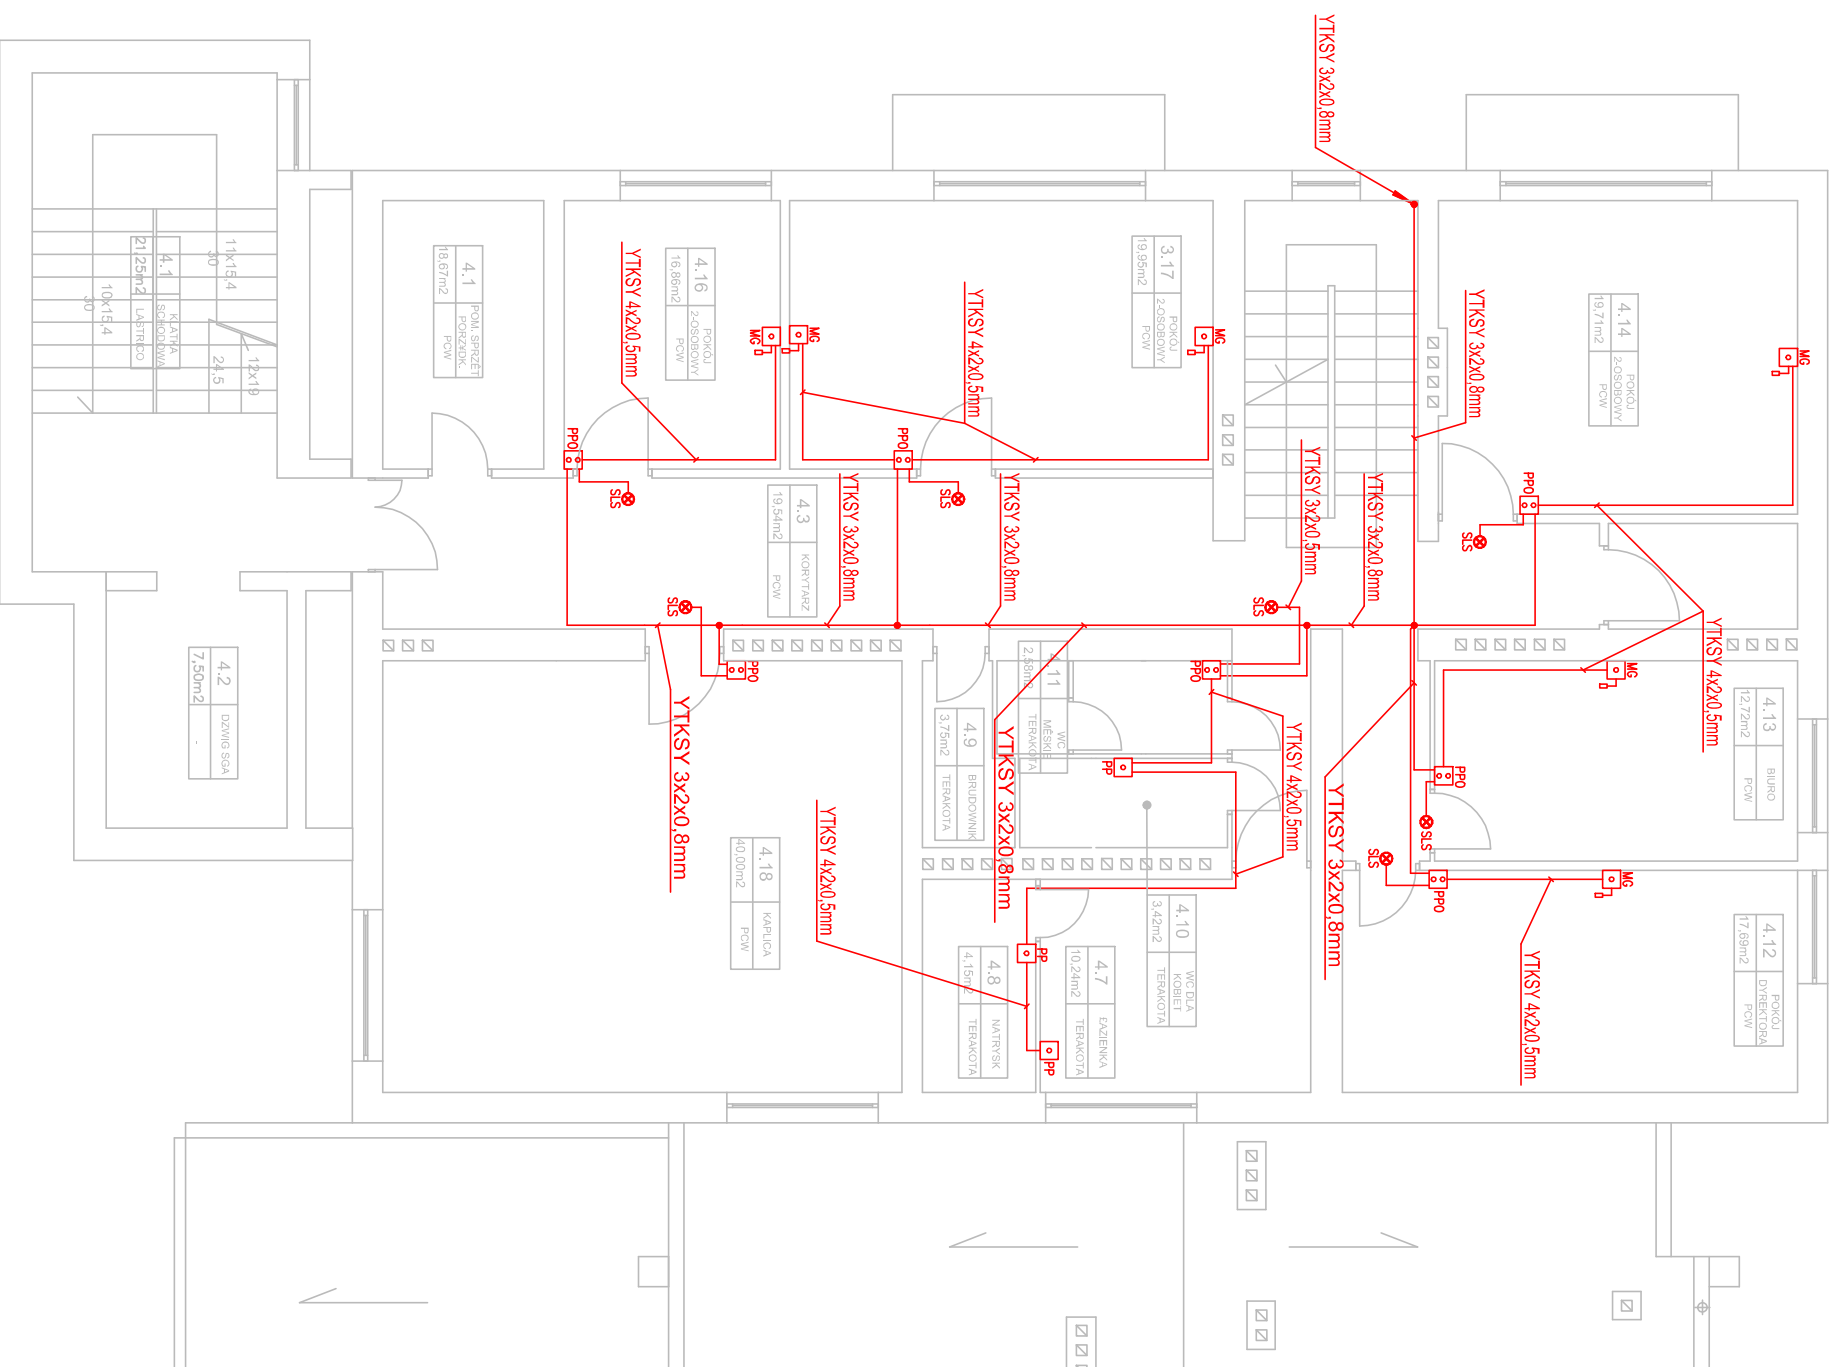 YTKSY 3x2x0,8mm
4.1
KLATKA
SCHODOWA
21,25m2
LASTRICO
11x15,4
30
10x15,4
30
12x19
24,5
4.1
POM. SPRZĘT
PORZ¥DK.
18,67m2
PCW
YTKSY 4x2x0,5mm
4.16
POKÓJ
2-OSOBOWY
16,86m2
PCW
MG
MG
YTKSY 4x2x0,5mm
3.17
POKÓJ
2-OSOBOWY
19,95m2
PCW
MG
YTKSY 3x2x0,8mm
4.14
POKÓJ
2-OSOBOWY
19,71m2
PCW
MG
PPO
SLS
PPO
SLS
PPO
SLS
4.3
KORYTARZ
19,54m2
PCW
YTKSY 3x2x0,8mm
YTKSY 3x2x0,8mm
YTKSY 3x2x0,5mm
YTKSY 3x2x0,8mm
SLS
SLS
PPO
PPO
4.2
DZWIG SGA
7,50m2
-
YTKSY 3x2x0,8mm
4.9
BRUDOWNIK
3,75m2
TERAKOTA
11
WC
MÊSKIE
2,58m2
TERAKOTA
YTKSY 3x2x0,8mm
PP
YTKSY 4x2x0,5mm
YTKSY 3x2x0,8mm
MG
YTKSY 4x2x0,5mm
4.13
BIURO
12,72m2
PCW
PPO
SLS
SLS
PPO
MG
4.18
KAPLICA
40,00m2
PCW
YTKSY 4x2x0,5mm
PP
4.8
NATRYSK
4,15m2
TERAKOTA
PP
4.7
£AZIENKA
10,24m2
TERAKOTA
4.10
WC DLA
KOBIET
3,42m2
TERAKOTA
YTKSY 4x2x0,5mm
4.12
POKÓJ
DYREKTORA
17,69m2
PCW